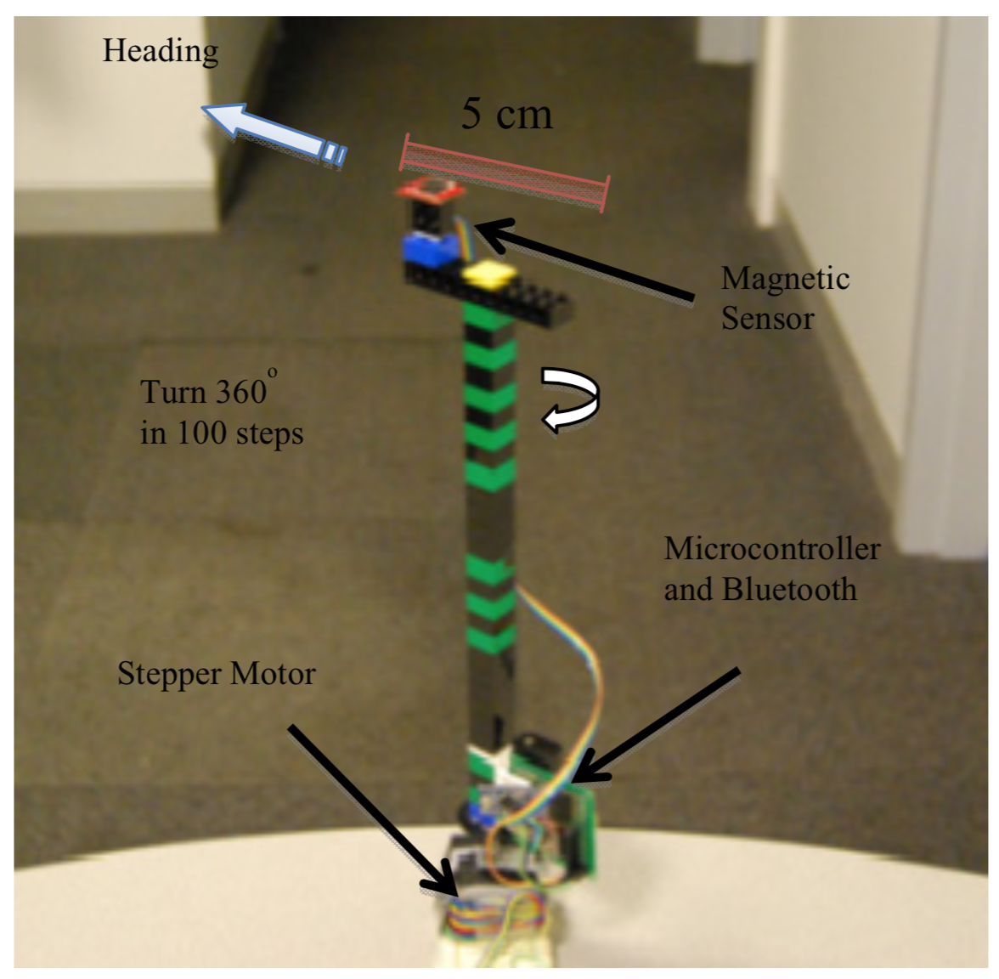 Heading
5 cm
Magnetic
Sensor
Turn 360°
in 100 steps
Microcontroller
and Bluetooth
Stepper Motor